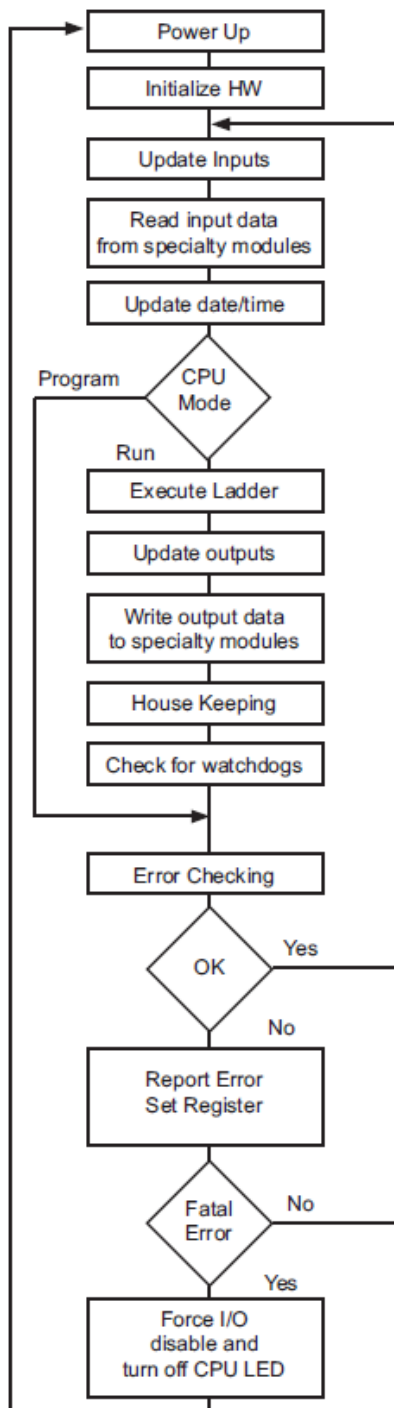 Power Up
Initialize HW
Update Inputs
Read input data
from specialty modules
Update date/time
Program
CPU
Mode
Run
Execute Ladder
Update outputs
Write output data
to specialty modules
House Keeping
Check for watchdogs
Error Checking
Yes
OK
No
Report Error
Set Register
Fatal
Error
No
Yes
Force I/O
disable and
turn off CPU LED